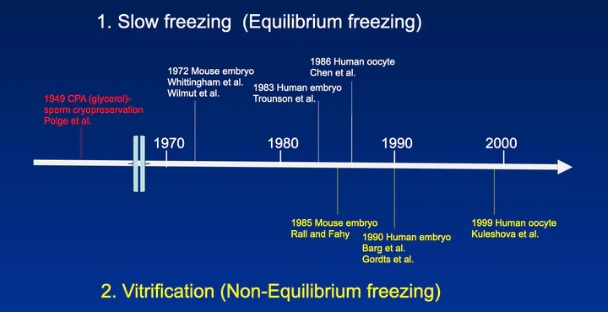 1. Slow freezing (Equilibrium freezing)
1986 Human oocyte
Chen et al.
1972 Mouse embryo
Whittingham et al.
Wilmut et al.
1983 Human embryo
Trounson et al.
1949 CPA (glycerol)-
sperm cryopreservation
Polge et al.
1970
1980
1990
2000
1985 Mouse embryo
Rall and Fahy
1990 Human embryo
Barg et al.
Gordts et al.
1999 Human oocyte
Kuleshova et al.
2. Vitrification (Non-Equilibrium freezing)